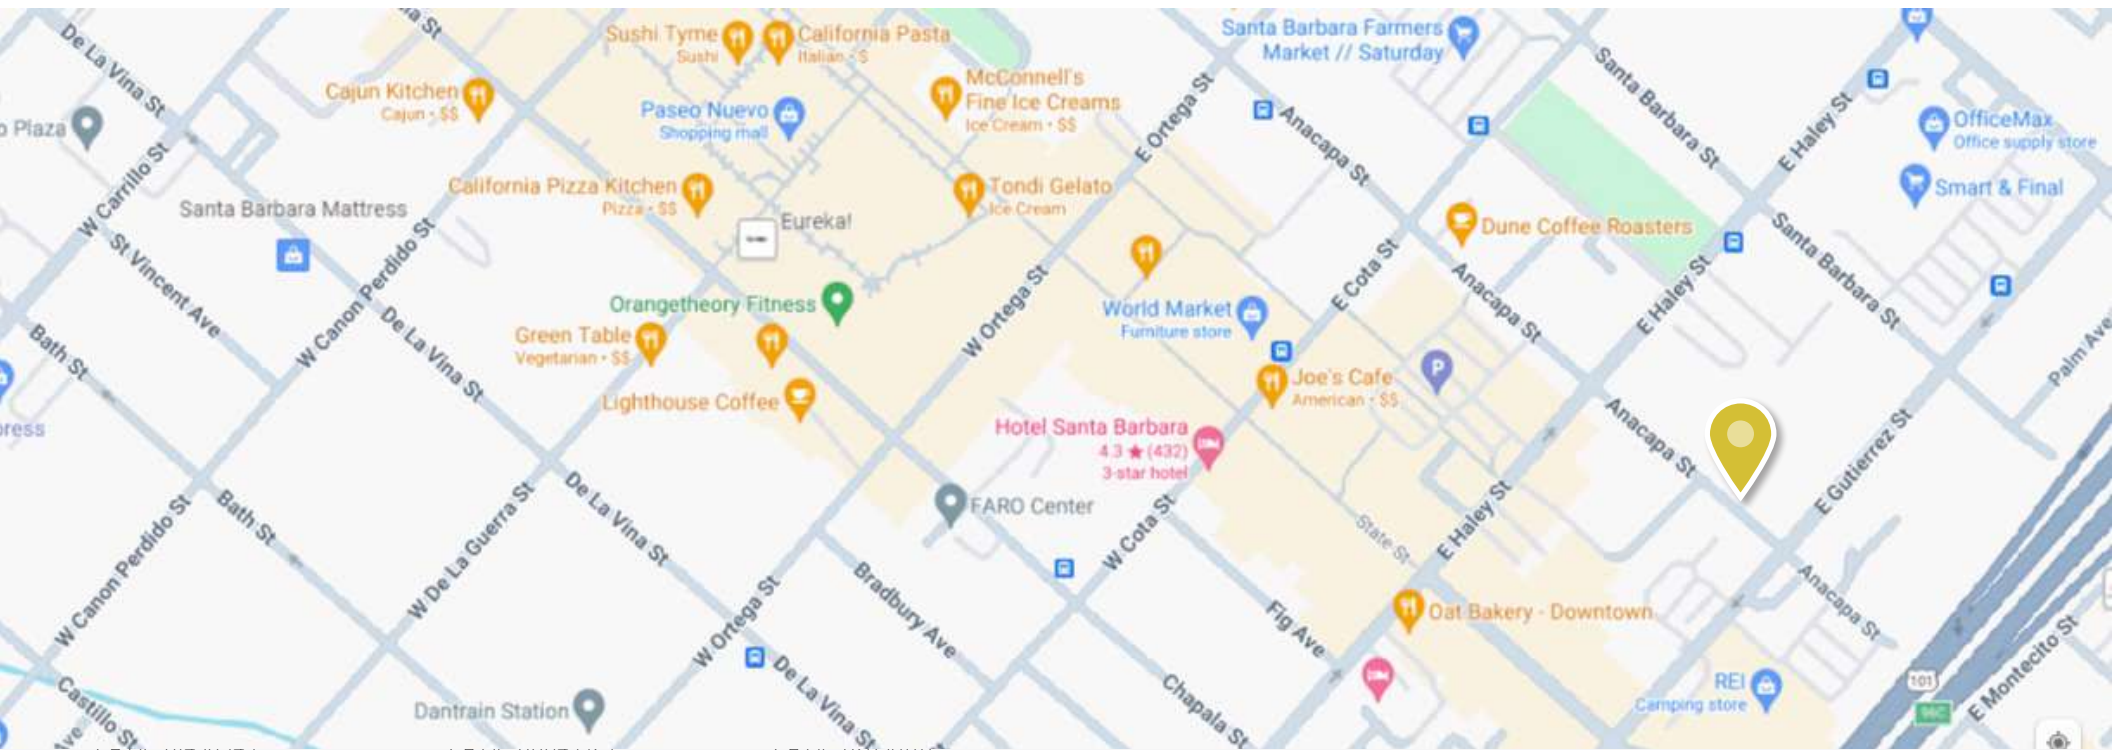 De La Vina St
Sushi Tyme
Sushi
California Pasta
Italian • $
Santa Barbara Farmers
Market // Saturday
Santa Barbara St
Cajun Kitchen
Cajun • $$
Paseo Nuevo
Shopping mall
McConnell's
Fine Ice Creams
Ice Cream • $$
E Ortega St
Anacapa St
E Haley St
OfficeMax
Office supply store
Plaza
W Carrillo St
California Pizza Kitchen
Pizza • $$
Tondi Gelato
Ice Cream
Smart & Final
Santa Barbara Mattress
Eureka!
Dune Coffee Roasters
Santa Barbara St
St Vincent Ave
W Canon Perdido St
Orangetheory Fitness
W Ortega St
E Cota St
Anacapa St
E Haley St
World Market
Furniture store
Palm Ave
Bath St
De La Vina St
Green Table
Vegetarian • $$
Lighthouse Coffee
Joe's Cafe
American • $$
P
Anacapa St
Hotel Santa Barbara
4.3 ★ (432)
3-star hotel
E Gutierrez St
Bath St
W De La Guerra St
De La Vina St
FARO Center
W Cota St
State St
E Haley St
W Canon Perdido St
W Ortega St
Bradbury Ave
Fig Ave
Oat Bakery - Downtown
Anacapa St
Castillo St
Dantrain Station
De La Vina St
Chapala St
REI
Camping store
101
E Montecito St
Ave